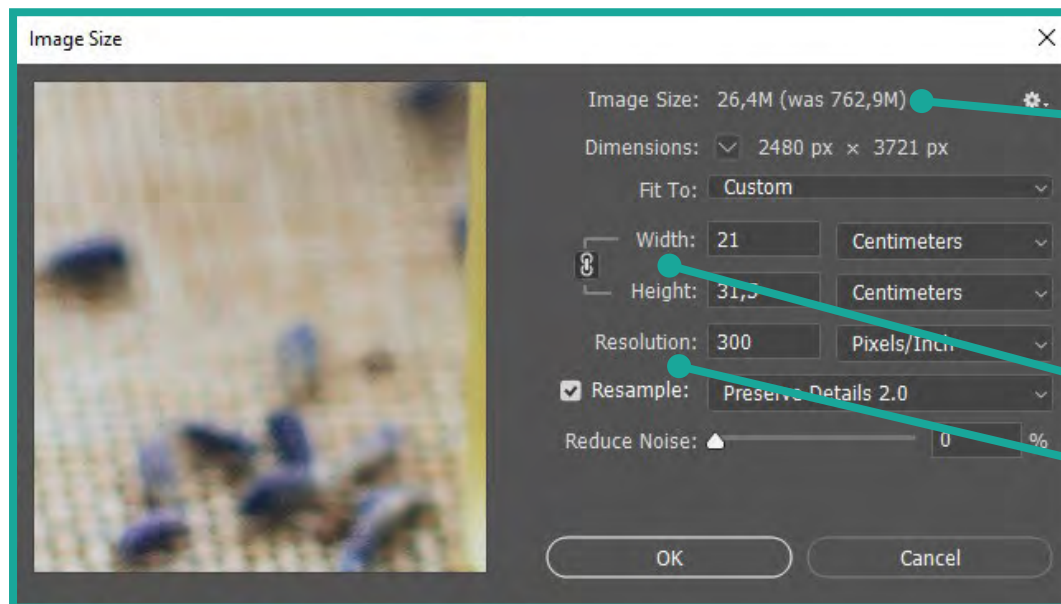 Image Size
Image Size: 26,4M (was 762,9M)
Dimensions: 2480 px × 3721 px
Fit To: Custom
Width: 21 Centimeters
Height: 31,5 Centimeters
Resolution: 300 Pixels/Inch
Resample: Preserve Details 2.0
Reduce Noise: 0 %
OK Cancel